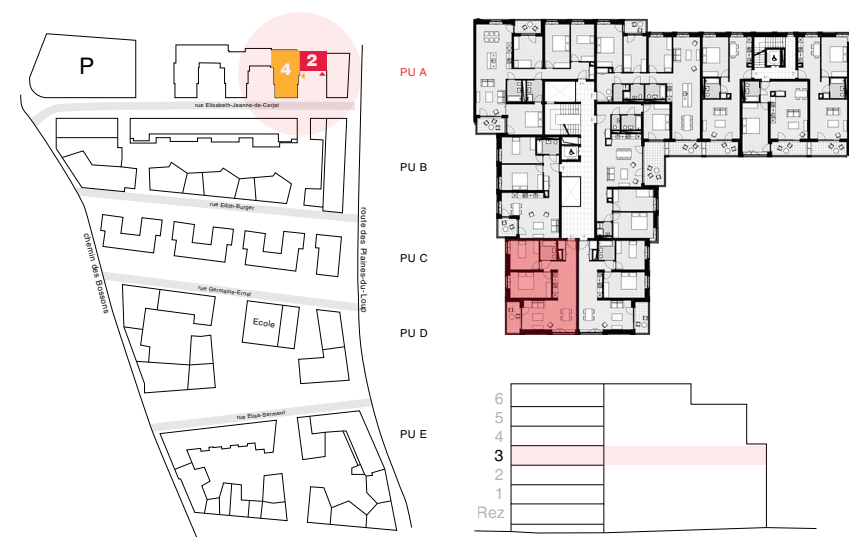 P
4
2
PU A
rue Elisabeth-Jeanne-de-Cerjat
PU B
rue Edith-Burger
route des Plaines-du-Loup
chemin des Bossons
PU C
rue Germaine-Ernst
Ecole
PU D
rue Elisa-Serment
PU E
6
5
4
3
2
1
Rez